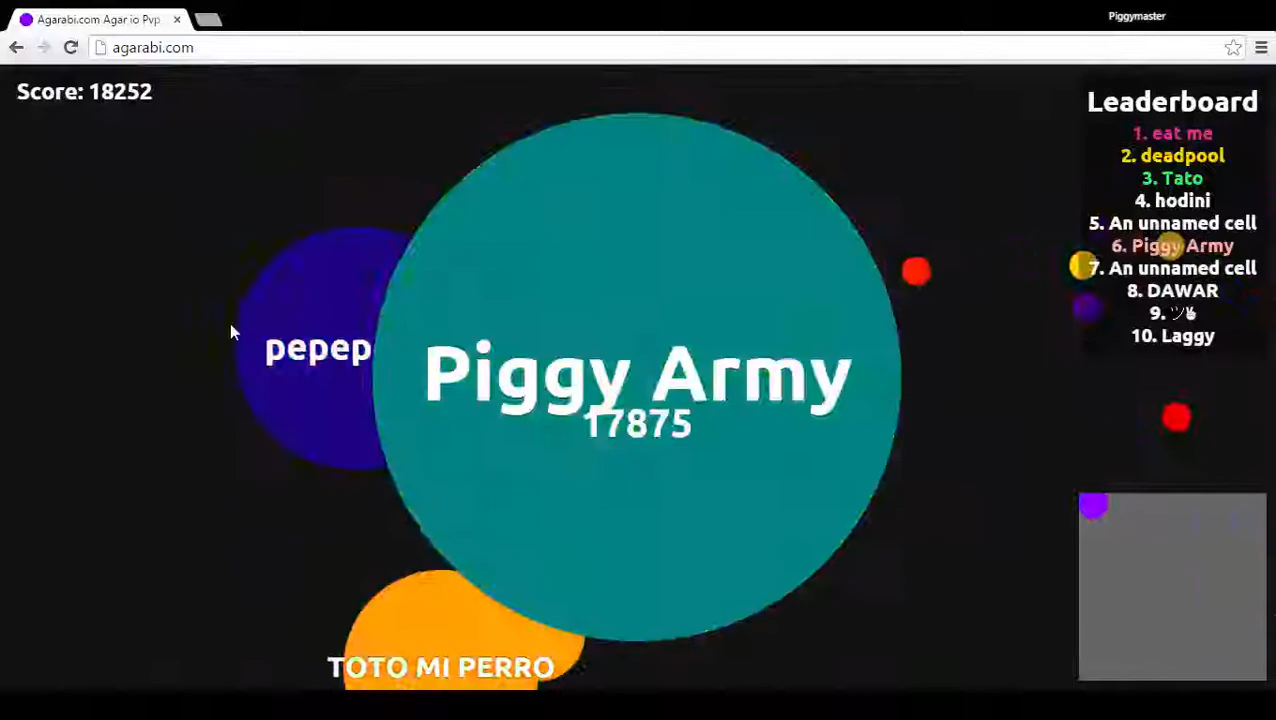 Agarabi.com Agar io Pvp
Piggymaster
agarabi.com
Score: 18252
Leaderboard
1. eat me
2. deadpool
3. Tato
4. hodini
5. An unnamed cell
6. Piggy Army
7. An unnamed cell
8. DAWAR
9. ツ
10. Laggy
pepep
Piggy Army
17875
TOTO MI PERRO